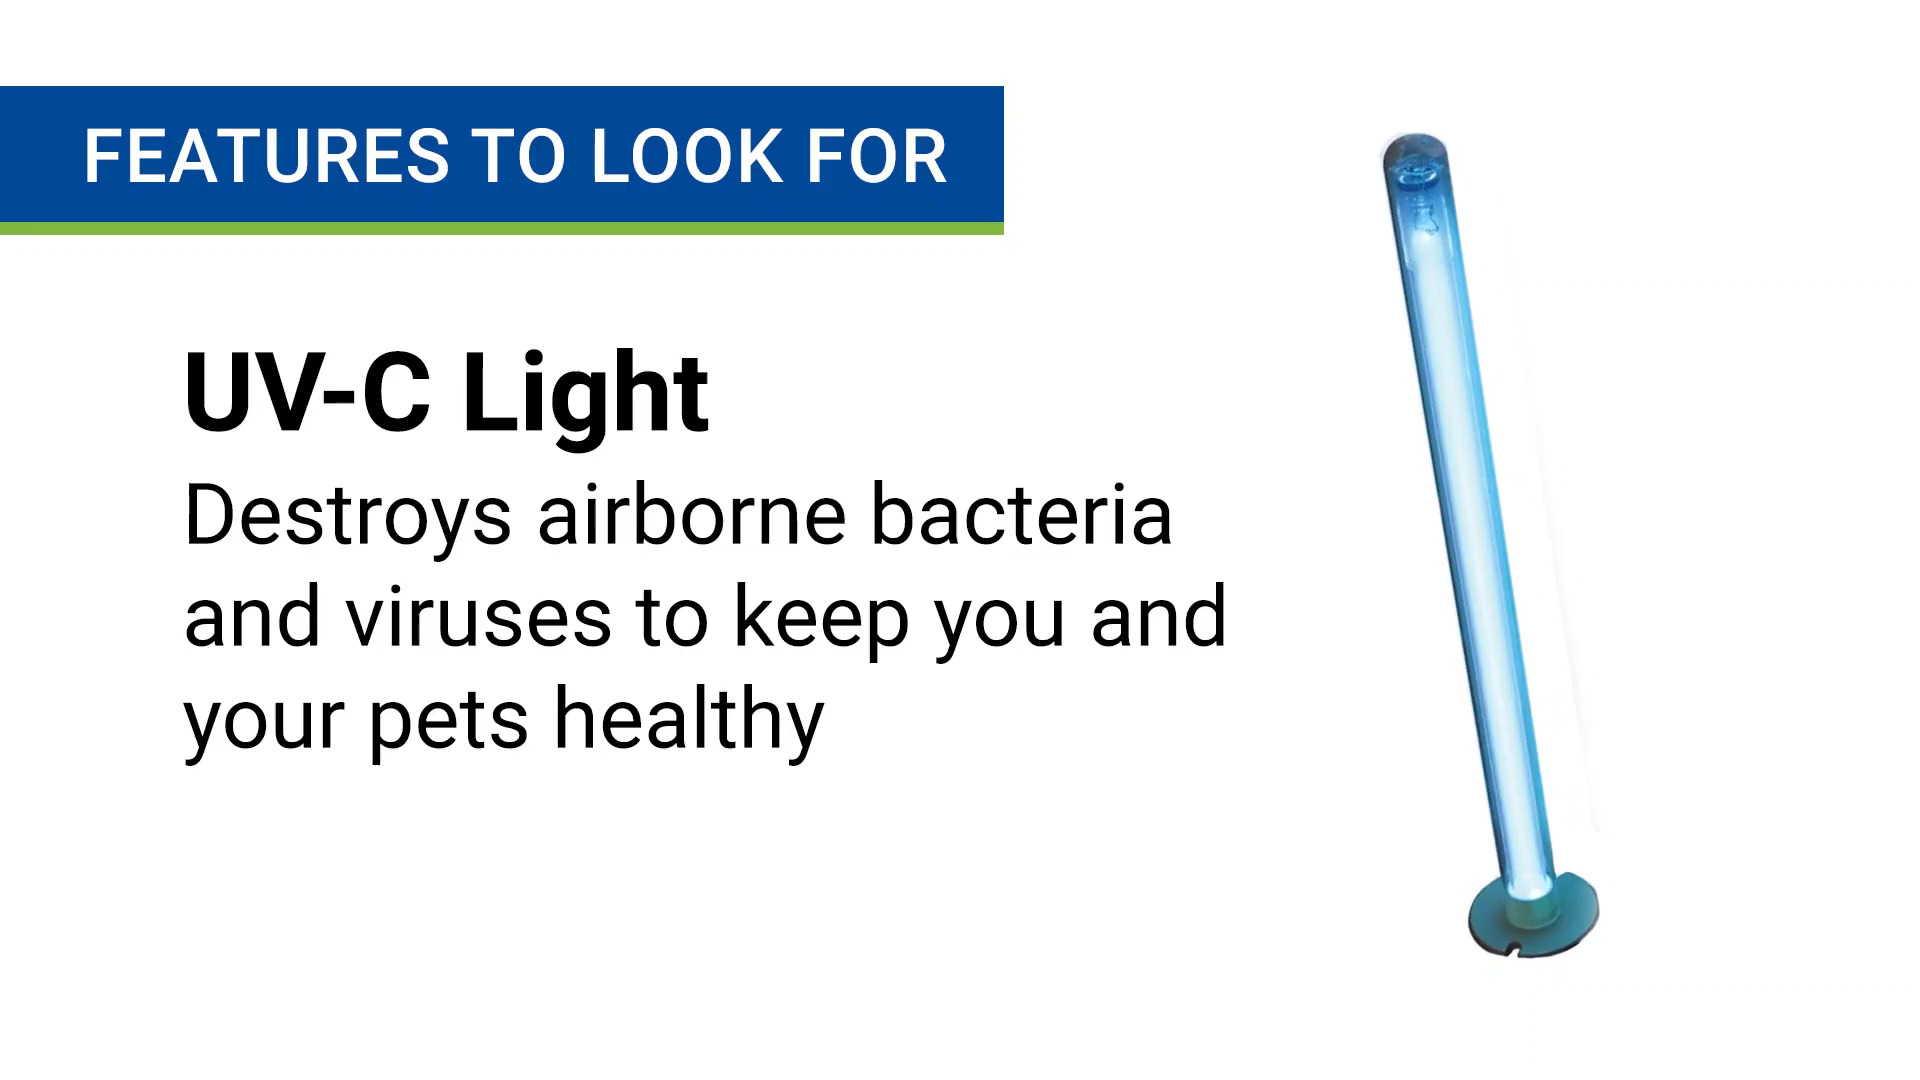 FEATURES TO LOOK FOR
UV-C Light
Destroys airborne bacteria
and viruses to keep you and
your pets healthy